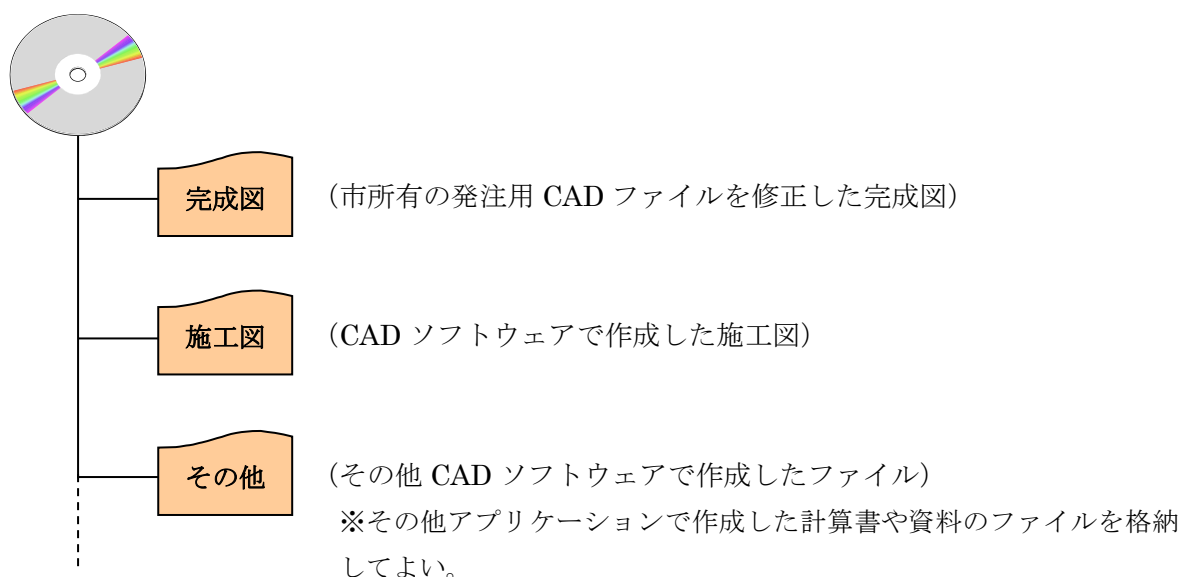 完成図 (市所有の発注用 CAD ファイルを修正した完成図)
施工図 (CAD ソフトウェアで作成した施工図)
その他 (その他 CAD ソフトウェアで作成したファイル)
※その他アプリケーションで作成した計算書や資料のファイルを格納
してよい。